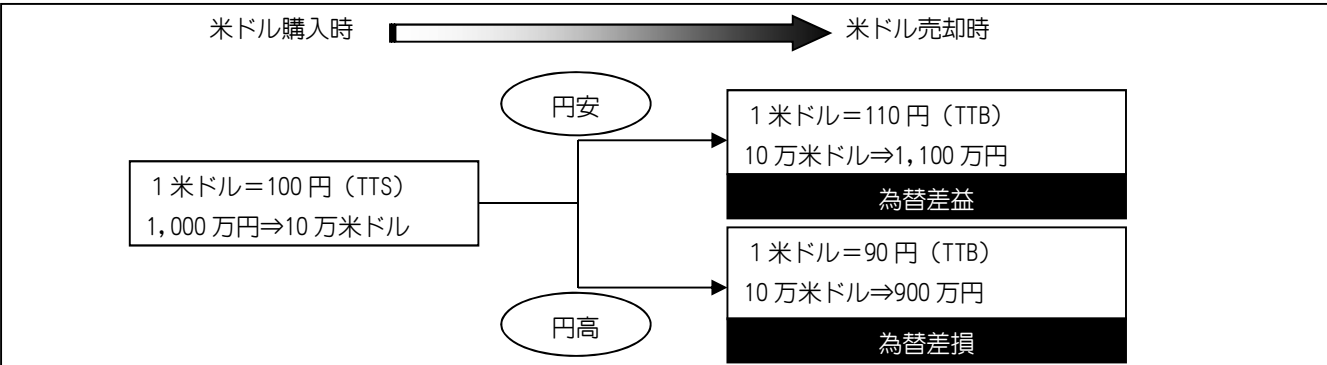 米ドル購入時
米ドル売却時
円安
1米ドル＝110円（TTB）
10万米ドル⇒1,100万円
為替差益
1米ドル＝100円（TTS）
1,000万円⇒10万米ドル
1米ドル＝90円（TTB）
10万米ドル⇒900万円
為替差損
円高